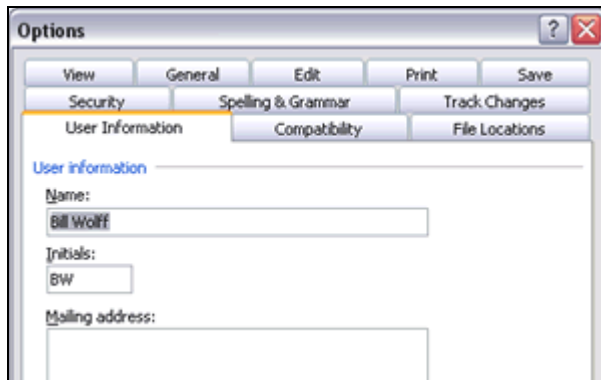 Options
View General Edit Print Save
Security Spelling & Grammar Track Changes
User Information Compatibility File Locations
User information
Name:
Bill Wolff
Initials:
BW
Mailing address: